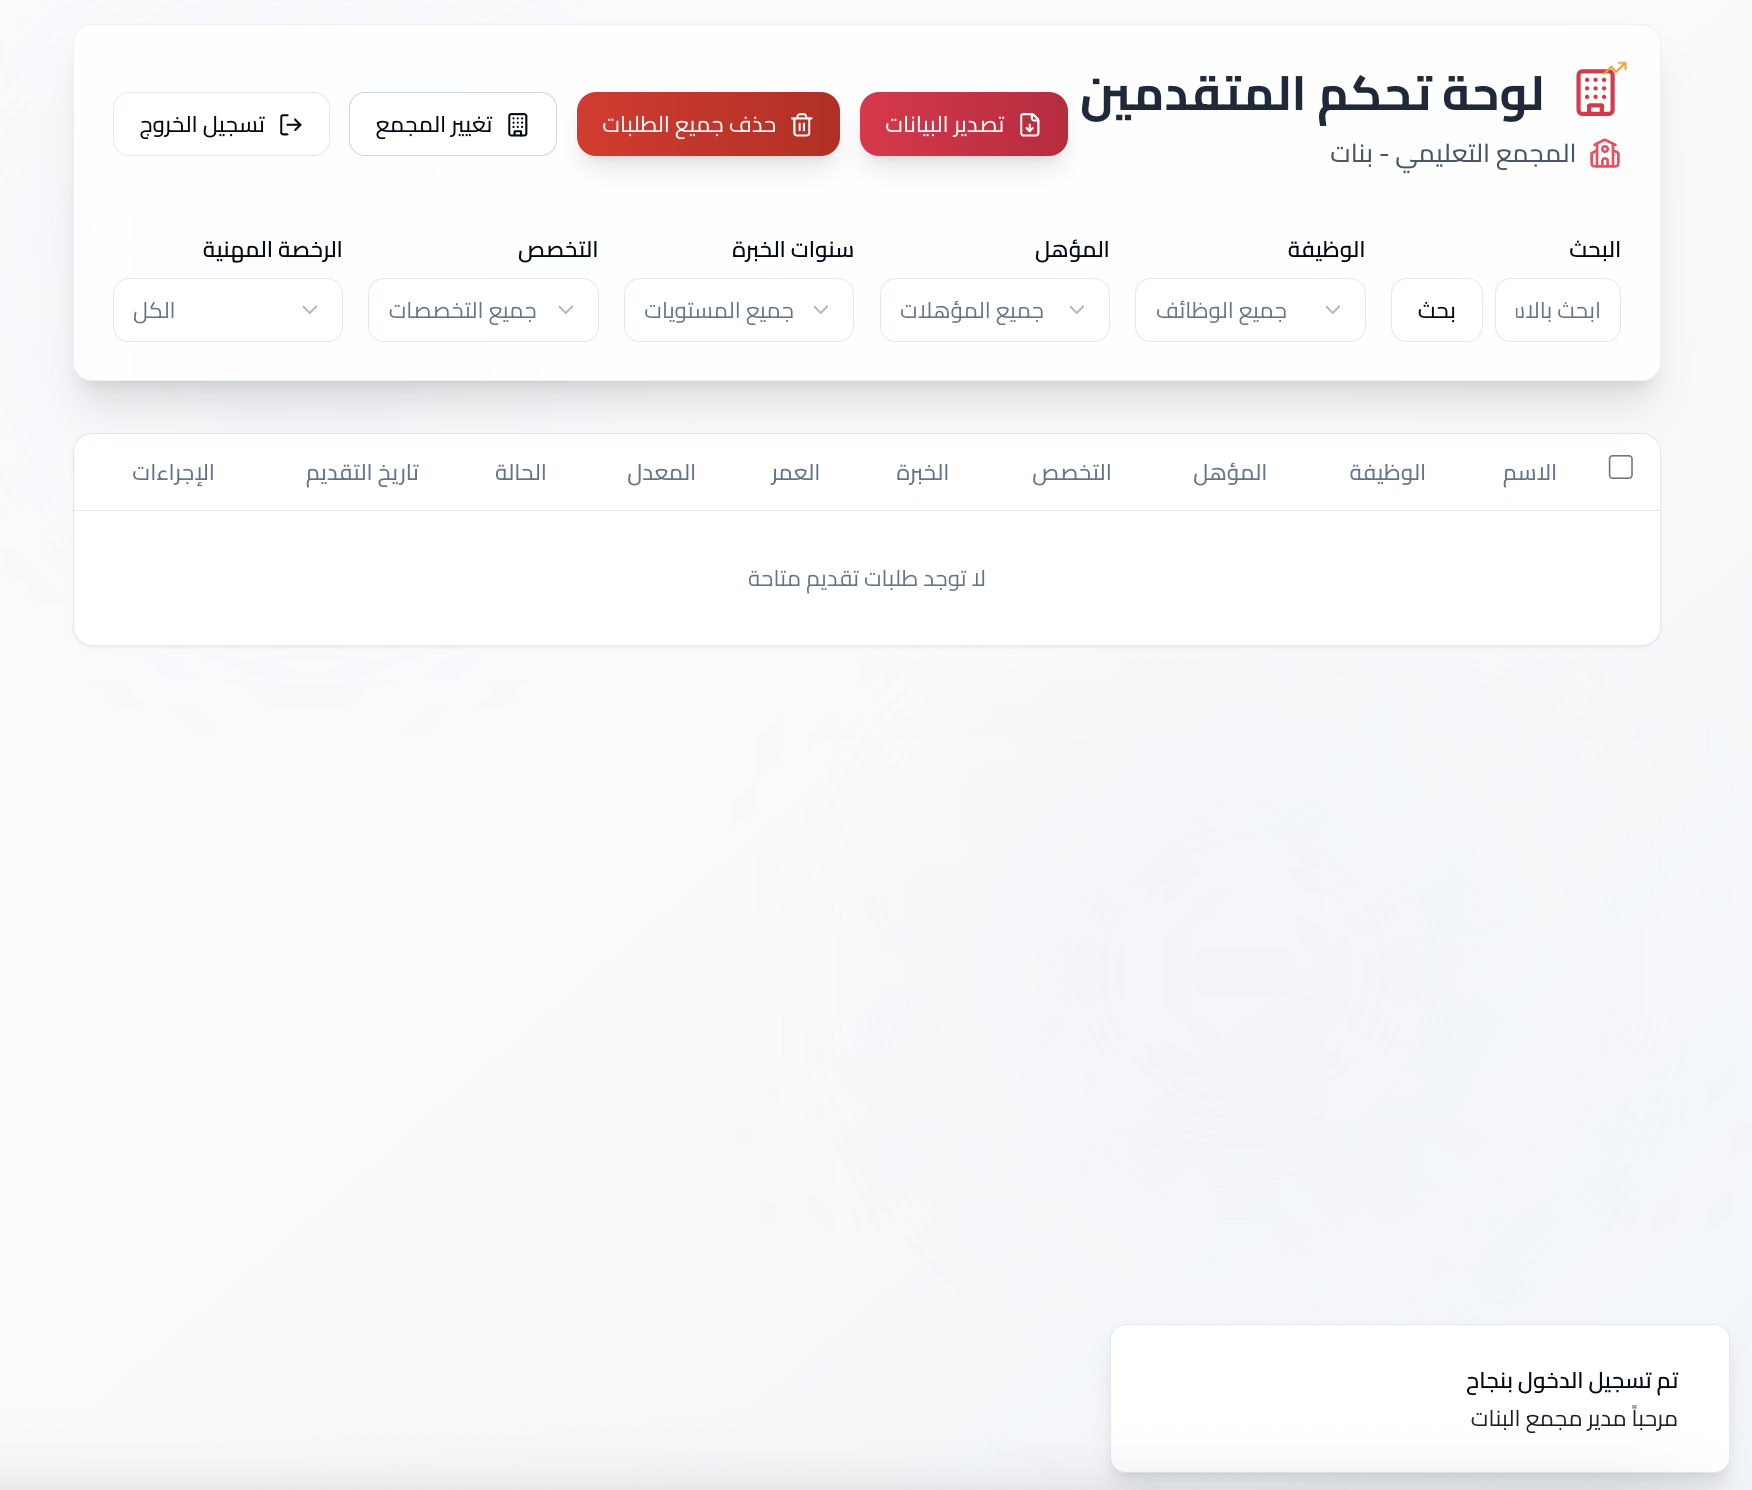 لوحة تحكم المتقدمين
المجمع التعليمي - بنات
تصدير البيانات
حذف جميع الطلبات
تغيير المجمع
تسجيل الخروج
البحث
ابحث بالاس
بحث
الوظيفة
جميع الوظائف
المؤهل
جميع المؤهلات
سنوات الخبرة
جميع المستويات
التخصص
جميع التخصصات
الرخصة المهنية
الكل
الاسم الوظيفة المؤهل التخصص الخبرة العمر المعدل الحالة تاريخ التقديم الإجراءات
لا توجد طلبات تقديم متاحة
تم تسجيل الدخول بنجاح
مرحباً مدير مجمع البنات